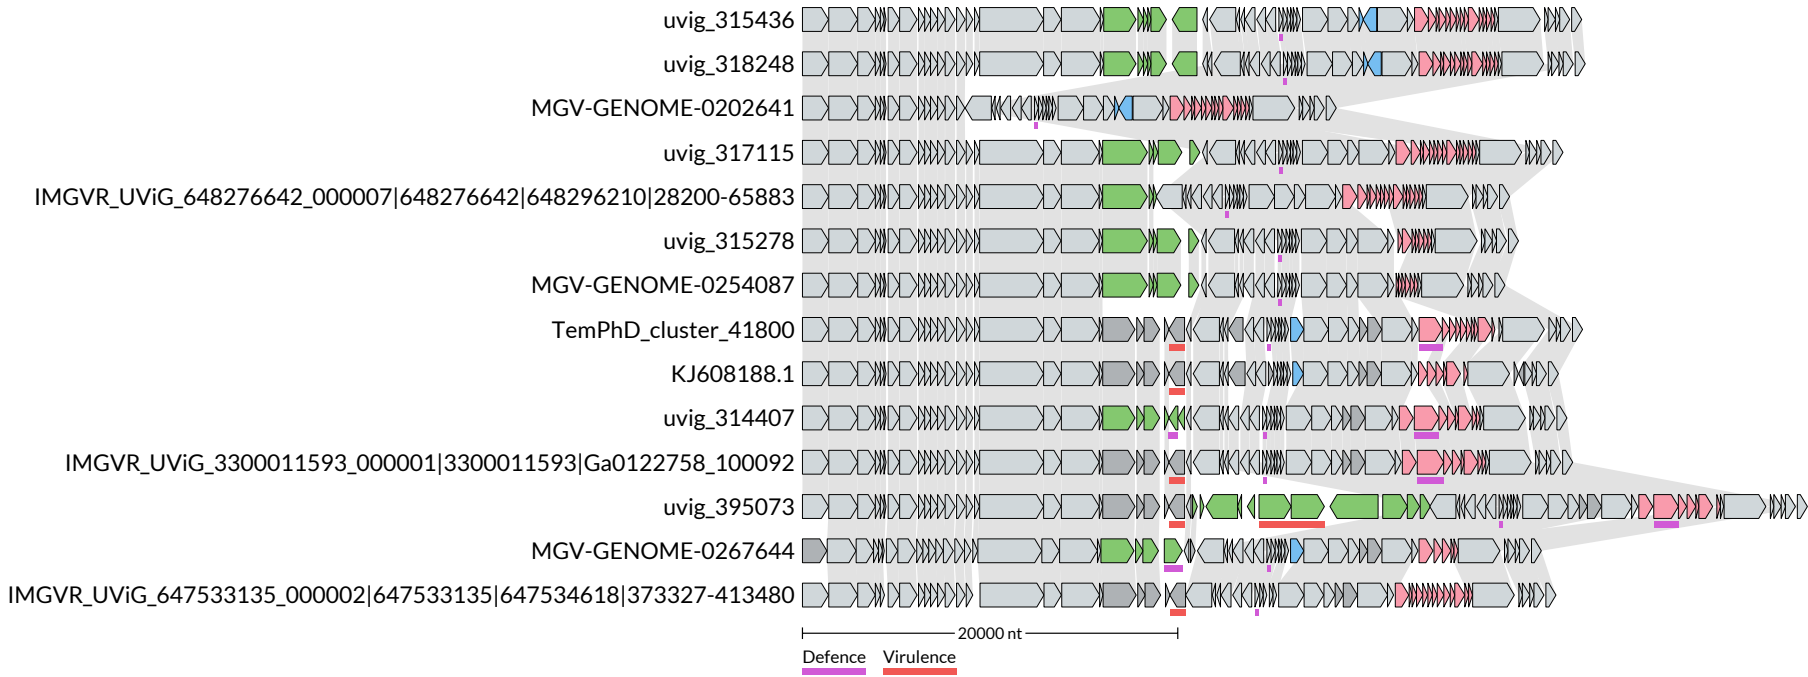 uvig_315436
uvig_318248
MGV-GENOME-0202641
uvig_317115
IMGVR_UViG_648276642_000007|648276642|648296210|28200-65883
uvig_315278
MGV-GENOME-0254087
TemPhD_cluster_41800
KJ608188.1
uvig_314407
IMGVR_UViG_3300011593_000001|3300011593|Ga0122758_100092
uvig_395073
MGV-GENOME-0267644
IMGVR_UViG_647533135_000002|647533135|647534618|373327-413480
20000 nt
Defence Virulence